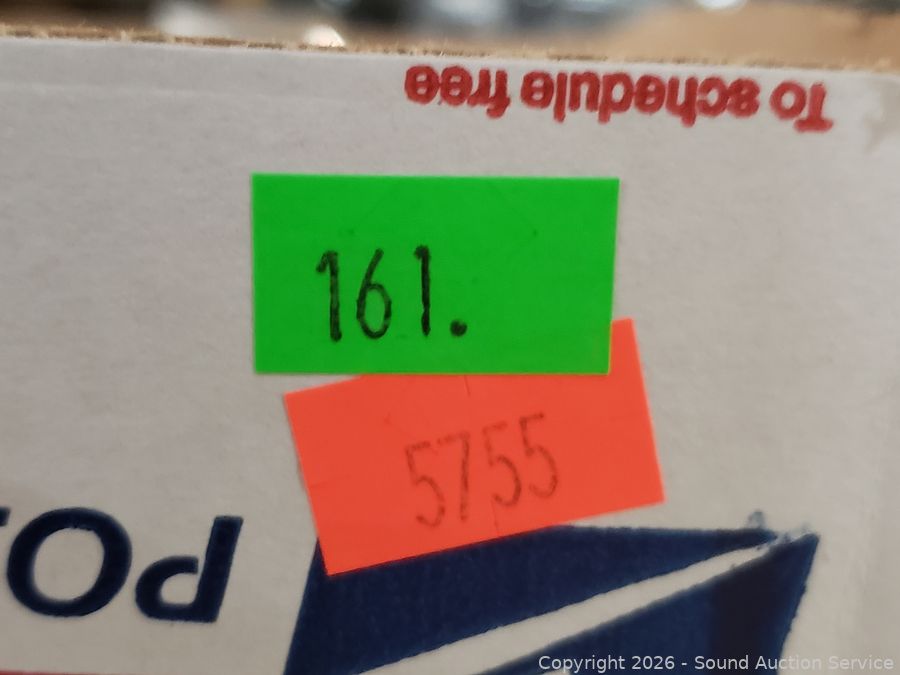 To schedule free
161.
5755
PO
Copyright 2026 - Sound Auction Service